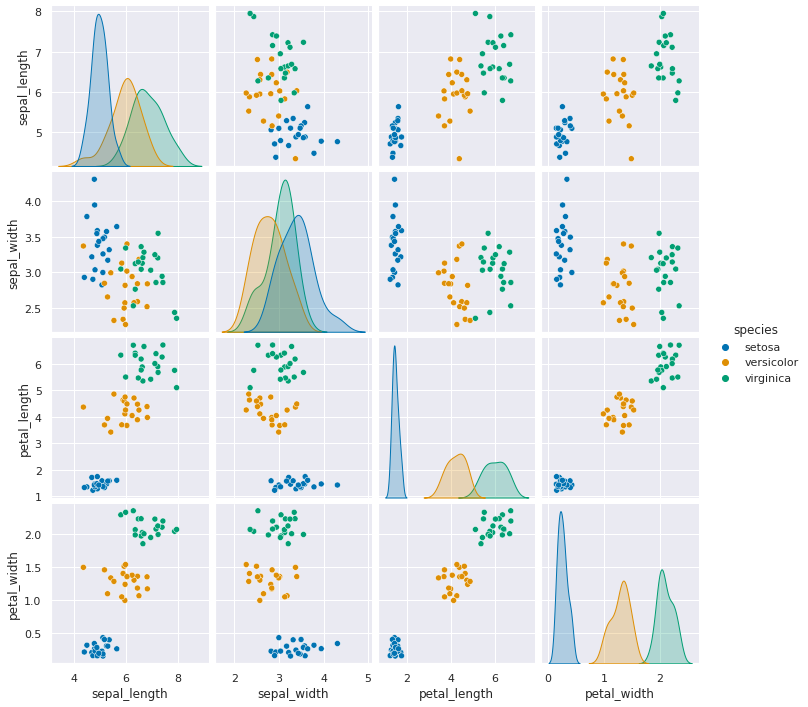 8
7
6
5
sepal_length
4.0
3.5
3.0
2.5
sepal_width
species
setosa
versicolor
virginica
6
5
4
3
2
1
petal_length
2.0
1.5
1.0
0.5
petal_width
4 6 8
sepal_length
2 3 4 5
sepal_width
2 4 6
petal_length
0 1 2
petal_width